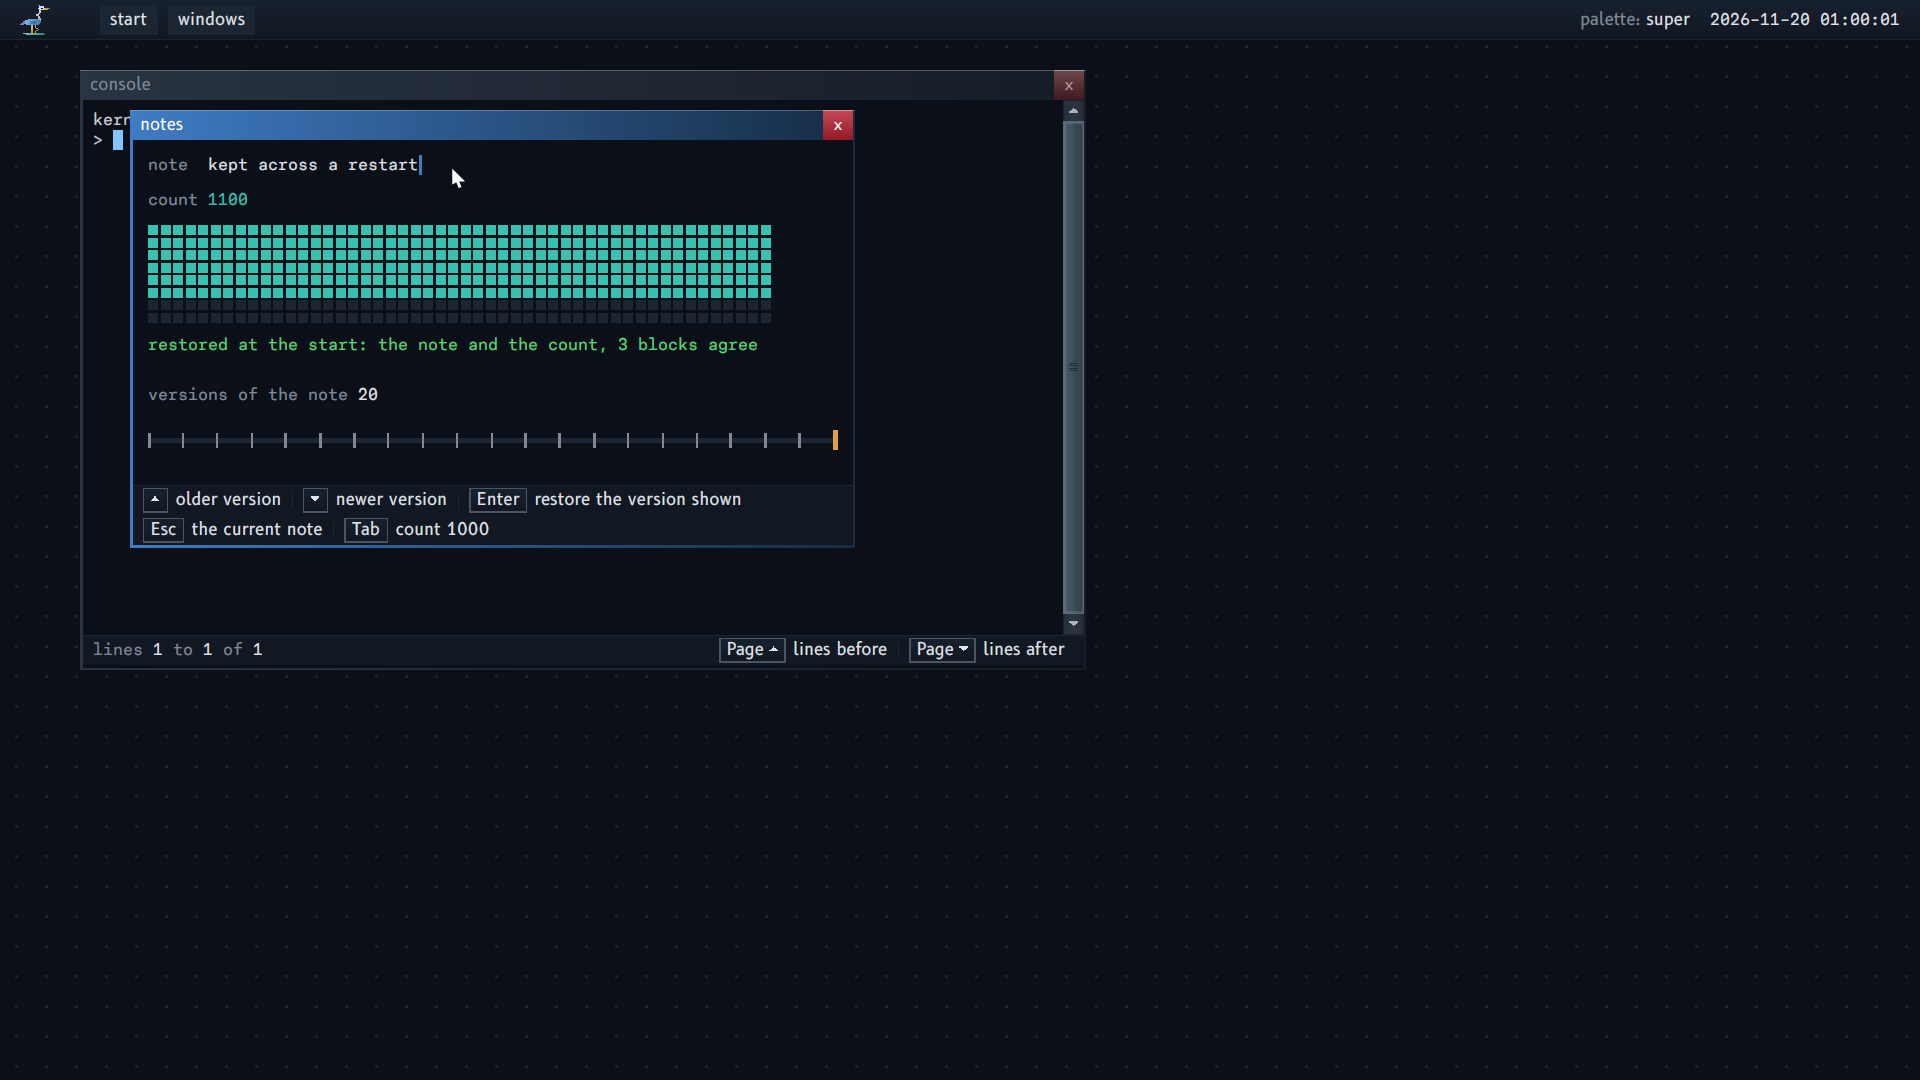 start windows palette: super 2026-11-20 01:00:01
console x
kern
>
notes x
note kept across a restart
count 1100
restored at the start: the note and the count, 3 blocks agree
versions of the note 20
older version newer version Enter restore the version shown
Esc the current note Tab count 1000
lines 1 to 1 of 1 Page lines before Page lines after